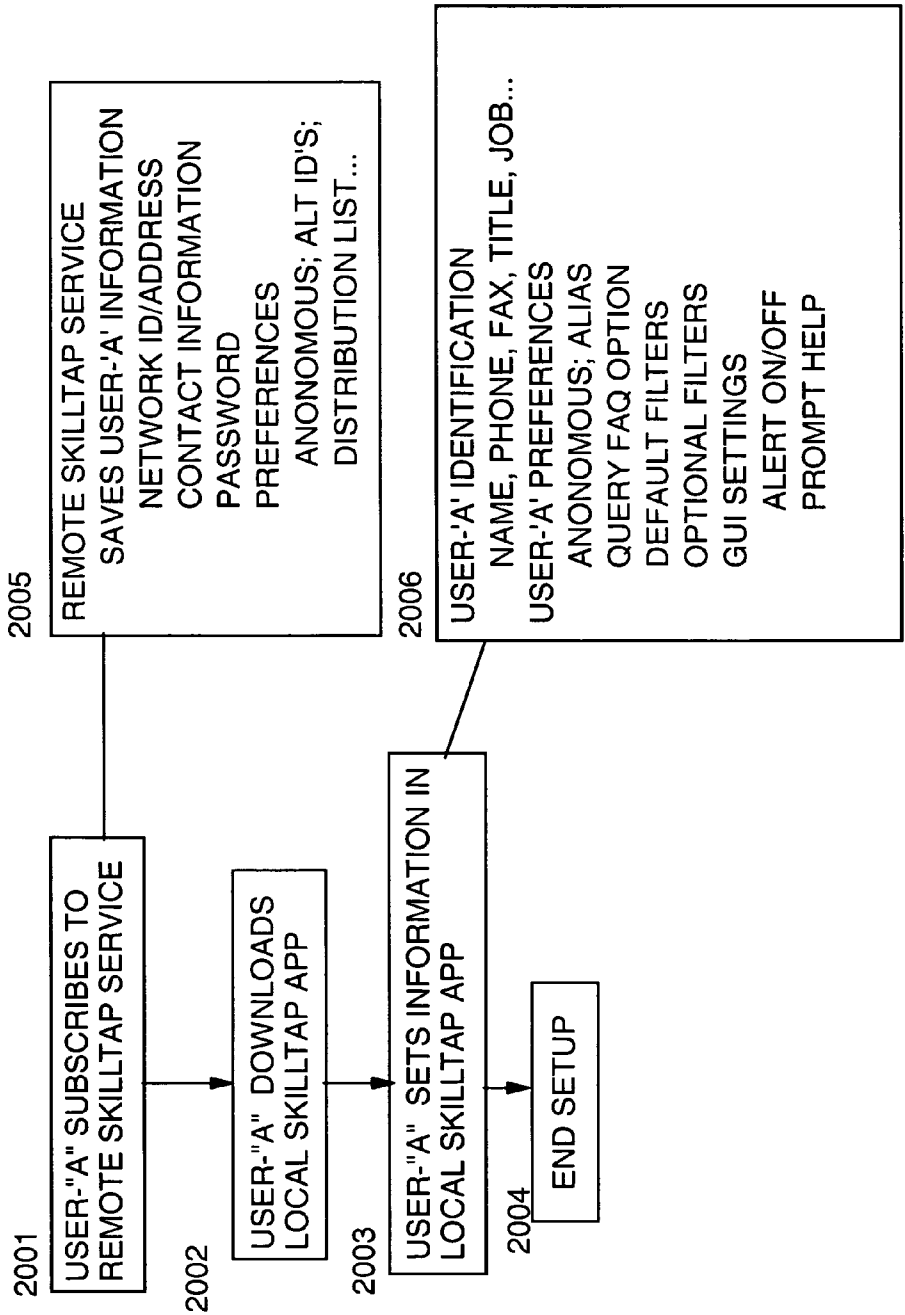 2001
USER-"A" SUBSCRIBES TO
REMOTE SKILLTAP SERVICE
2002
USER-"A" DOWNLOADS
LOCAL SKILLTAP APP
2003
USER-"A" SETS INFORMATION IN
LOCAL SKILLTAP APP
2004
END SETUP
2005
REMOTE SKILLTAP SERVICE
SAVES USER-'A' INFORMATION
NETWORK ID/ADDRESS
CONTACT INFORMATION
PASSWORD
PREFERENCES
ANONOMOUS; ALT ID'S;
DISTRIBUTION LIST...
2006
USER-'A' IDENTIFICATION
NAME, PHONE, FAX, TITLE, JOB...
USER-'A' PREFERENCES
ANONOMOUS; ALIAS
QUERY FAQ OPTION
DEFAULT FILTERS
OPTIONAL FILTERS
GUI SETTINGS
ALERT ON/OFF
PROMPT HELP